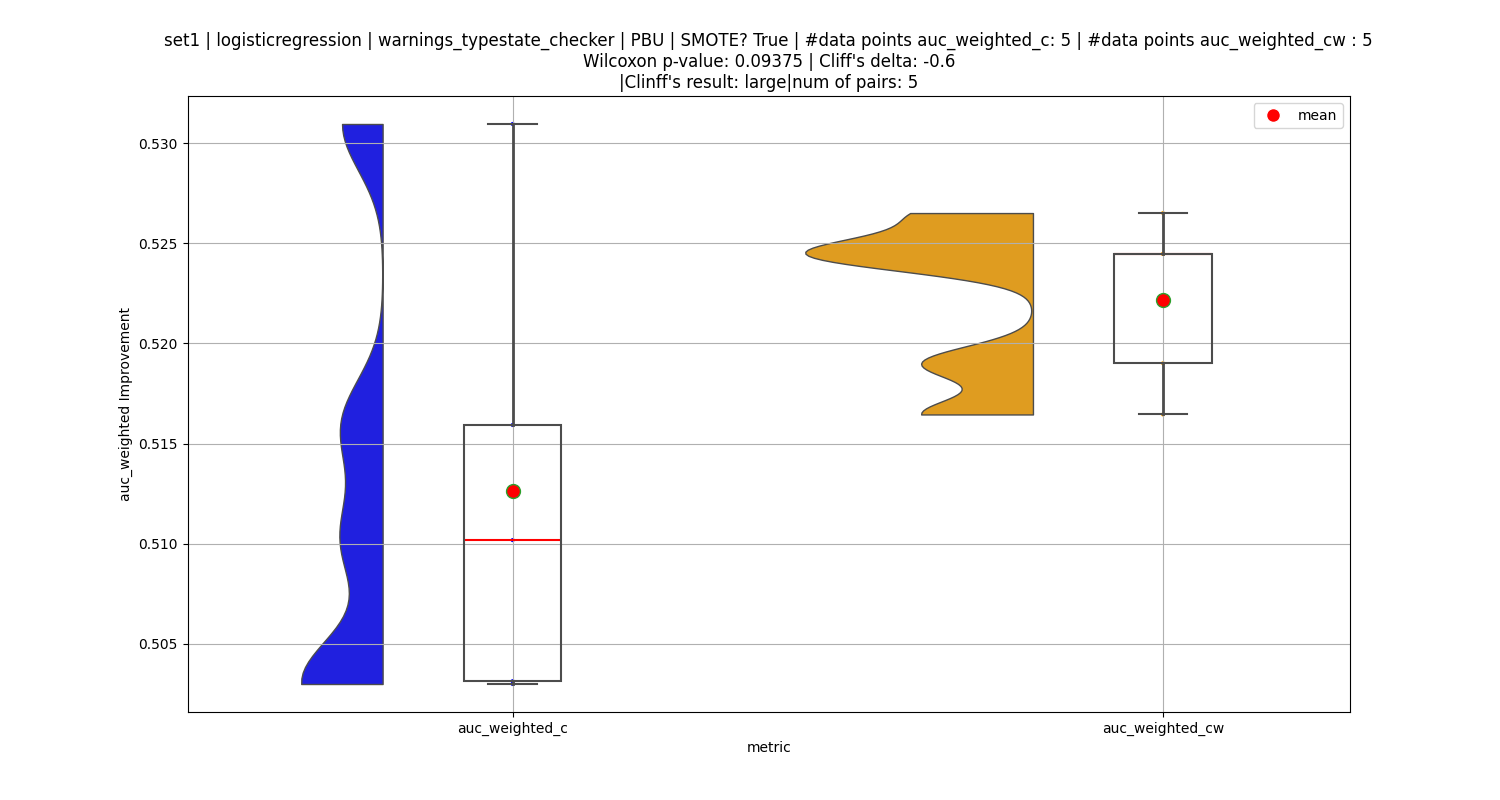 set1 | logisticregression | warnings_typestate_checker | PBU | SMOTE? True | #data points auc_weighted_c: 5 | #data points auc_weighted_cw : 5
Wilcoxon p-value: 0.09375 | Cliff's delta: -0.6
|Clinff's result: large|num of pairs: 5
mean
0.530
0.525
0.520
0.515
0.510
0.505
auc_weighted Improvement
auc_weighted_c
auc_weighted_cw
metric